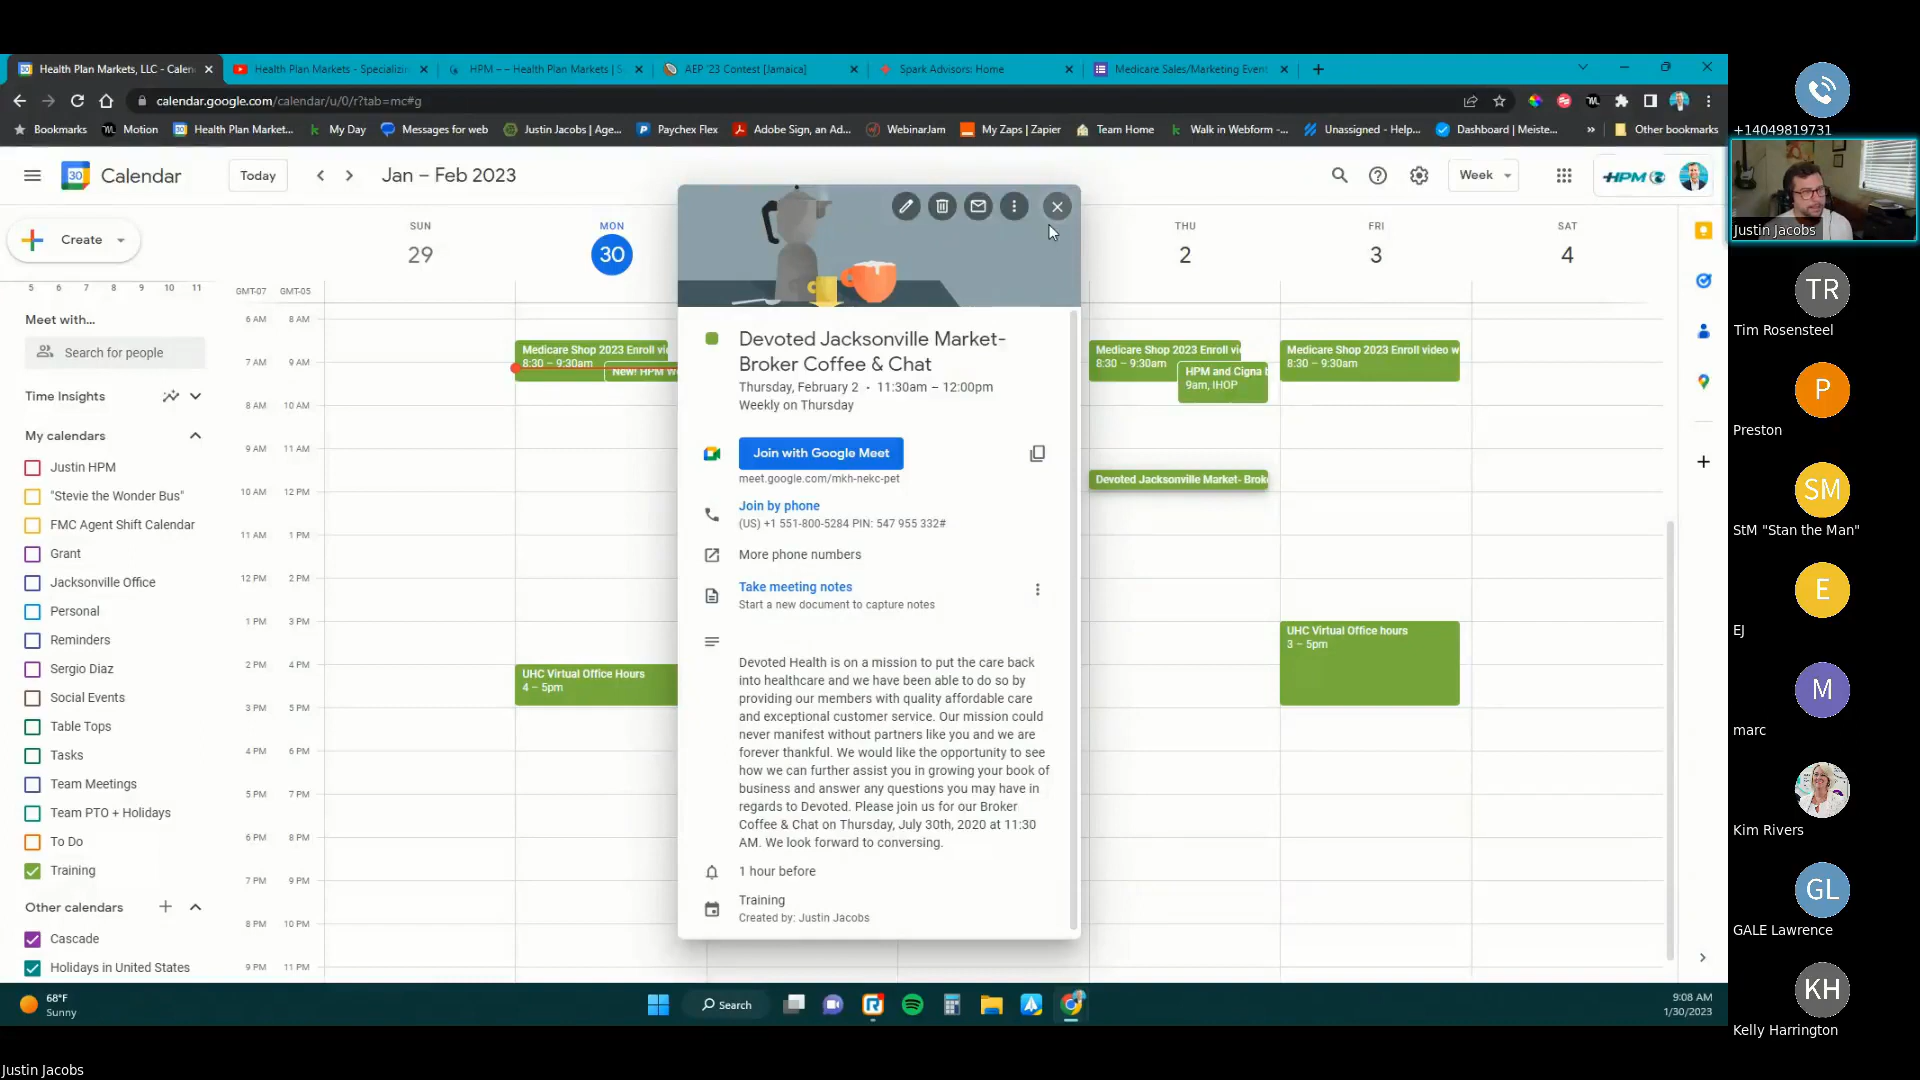 Health Plan Markets, LLC - Calen
Health Plan Markets - Specializin
HPM – – Health Plan Markets | S
AEP '23 Contest [Jamaica]
Spark Advisors: Home
Medicare Sales/Marketing Event
calendar.google.com/calendar/u/0/r?tab=mc#g
Bookmarks
Motion
Health Plan Market...
My Day
Messages for web
Justin Jacobs | Age...
Paychex Flex
Adobe Sign, an Ad...
WebinarJam
My Zaps | Zapier
Team Home
Walk in Webform -...
Unassigned - Help...
Dashboard | Meiste...
»
Other bookmarks
30
Calendar
Today
Jan – Feb 2023
Week
HPM
Create
5 6 7 8 9 10 11
Meet with...
Search for people
Time Insights
My calendars
Justin HPM
"Stevie the Wonder Bus"
FMC Agent Shift Calendar
Grant
Jacksonville Office
Personal
Reminders
Sergio Diaz
Social Events
Table Tops
Tasks
Team Meetings
Team PTO + Holidays
To Do
Training
Other calendars
Cascade
Holidays in United States
SUN
29
MON
30
THU
2
FRI
3
SAT
4
GMT-07 GMT-05
6 AM 8 AM
7 AM 9 AM
8 AM 10 AM
9 AM 11 AM
10 AM 12 PM
11 AM 1 PM
12 PM 2 PM
1 PM 3 PM
2 PM 4 PM
3 PM 5 PM
4 PM 6 PM
5 PM 7 PM
6 PM 8 PM
7 PM 9 PM
8 PM 10 PM
9 PM 11 PM
Medicare Shop 2023 Enroll vi
8:30 – 9:30am
New! HPM W
UHC Virtual Office Hours
4 – 5pm
Devoted Jacksonville Market-
Broker Coffee & Chat
Thursday, February 2 · 11:30am – 12:00pm
Weekly on Thursday
Join with Google Meet
meet.google.com/mkh-nekc-pet
Join by phone
(US) +1 551-800-5284 PIN: 547 955 332#
More phone numbers
Take meeting notes
Start a new document to capture notes
Devoted Health is on a mission to put the care back
into healthcare and we have been able to do so by
providing our members with quality affordable care
and exceptional customer service. Our mission could
never manifest without partners like you and we are
forever thankful. We would like the opportunity to see
how we can further assist you in growing your book of
business and answer any questions you may have in
regards to Devoted. Please join us for our Broker
Coffee & Chat on Thursday, July 30th, 2020 at 11:30
AM. We look forward to conversing.
1 hour before
Training
Created by: Justin Jacobs
Medicare Shop 2023 Enroll vi
8:30 – 9:30am
HPM and Cigna b
9am, IHOP
Devoted Jacksonville Market- Brok
Medicare Shop 2023 Enroll video w
8:30 – 9:30am
UHC Virtual Office hours
3 – 5pm
68°F
Sunny
Search
9:08 AM
1/30/2023
+14049819731
Justin Jacobs
TR
Tim Rosensteel
P
Preston
SM
StM "Stan the Man"
E
EJ
M
marc
Kim Rivers
GL
GALE Lawrence
KH
Kelly Harrington
Justin Jacobs